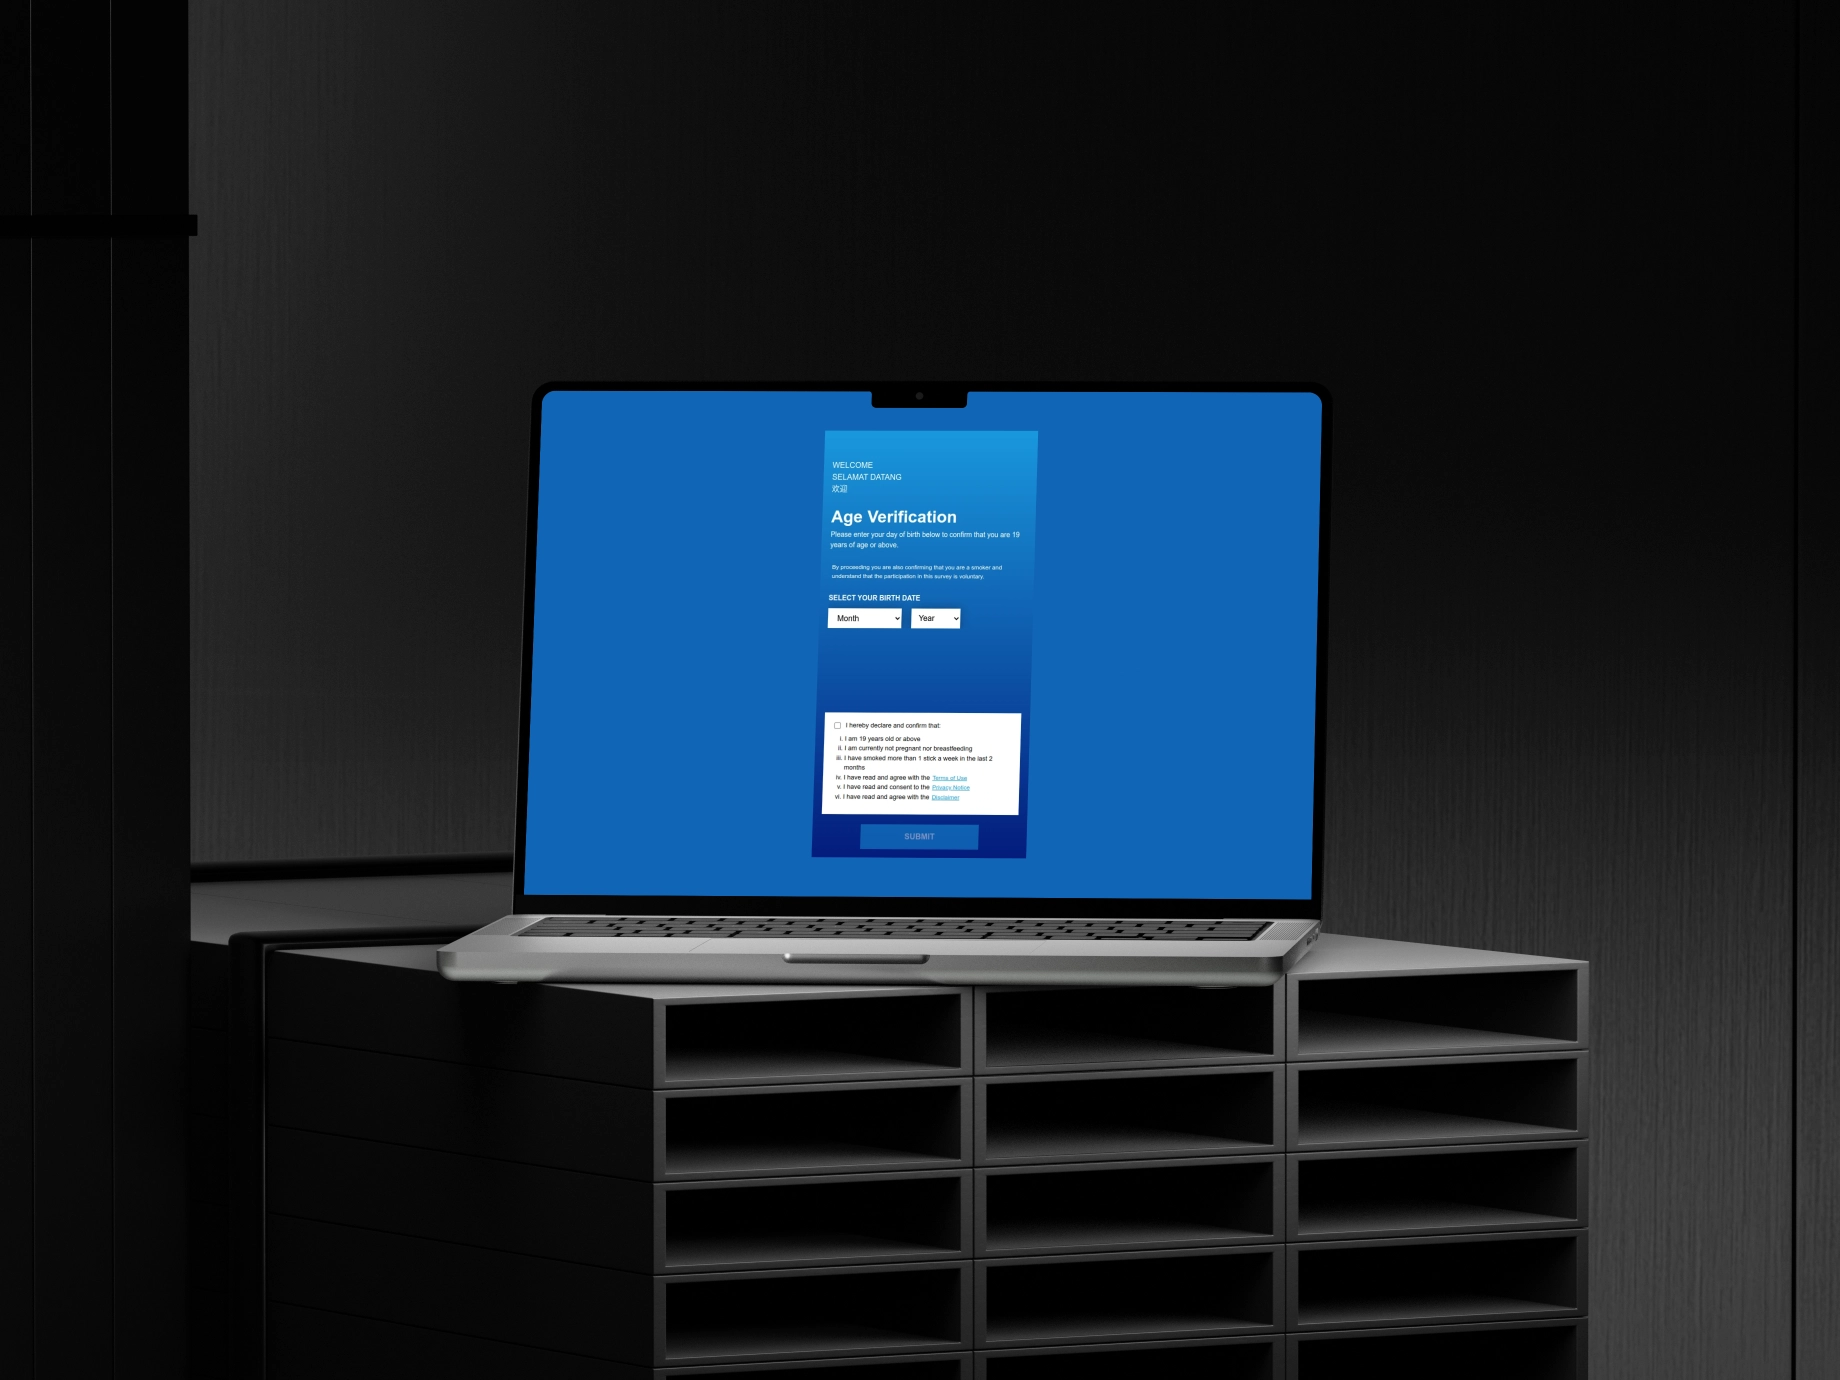 WELCOME
SELAMAT DATANG
欢迎
Age Verification
Please enter your day of birth below to confirm that you are 19
years of age or above.
By proceeding you are also confirming that you are a smoker and
understand that the participation in this survey is voluntary.
SELECT YOUR BIRTH DATE
Month Year
I hereby declare and confirm that:
i. I am 19 years old or above
ii. I am currently not pregnant nor breastfeeding
iii. I have smoked more than 1 stick a week in the last 2
months
iv. I have read and agree with the Terms of Use
v. I have read and consent to the Privacy Notice
vi. I have read and agree with the Disclaimer
SUBMIT